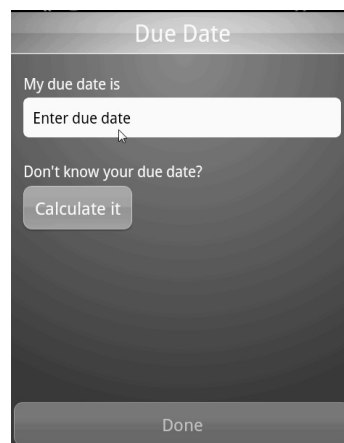 Due Date
My due date is
Enter due date
Don't know your due date?
Calculate it
Done